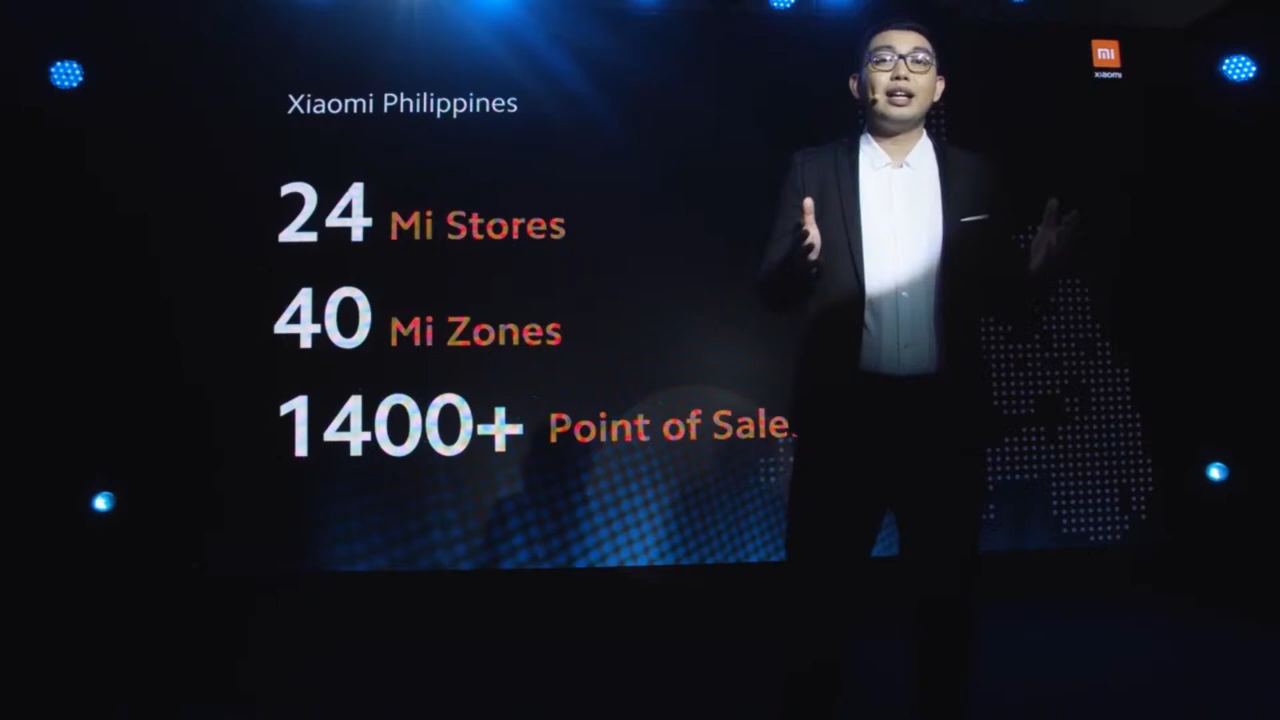 Xiaomi Philippines
24 Mi Stores
40 Mi Zones
1400+ Point of Sale
mi
xiaomi